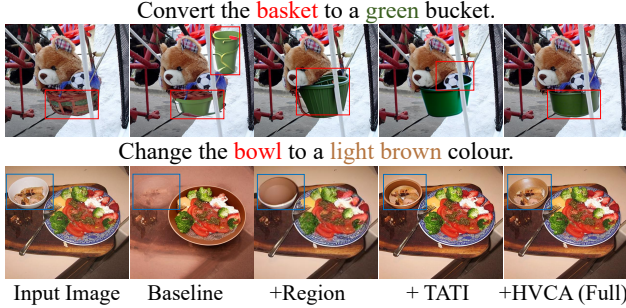 Convert the basket to a green bucket.
Change the bowl to a light brown colour.
Input Image Baseline +Region + TATI +HVCA (Full)